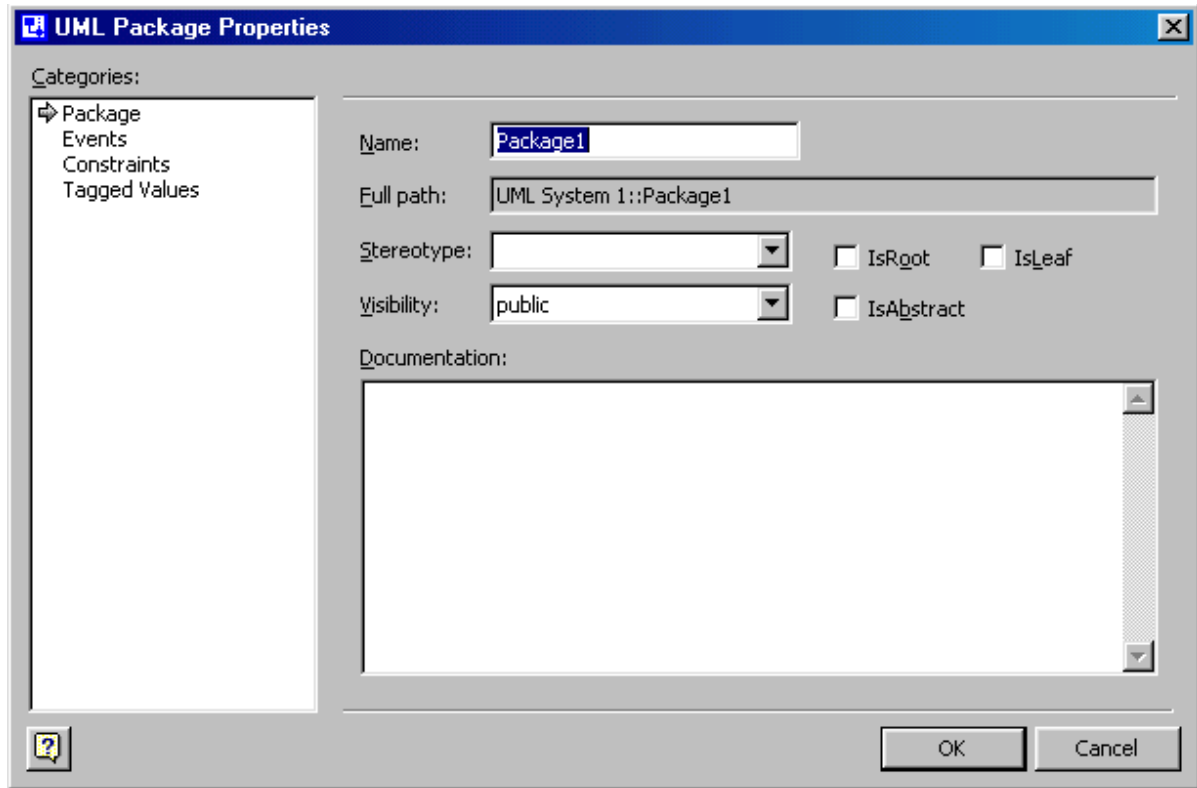 UML Package Properties
Categories:
Package
Events
Constraints
Tagged Values
Name: Package1
Full path: UML System 1::Package1
Stereotype: IsRoot IsLeaf
Visibility: public IsAbstract
Documentation:
OK Cancel